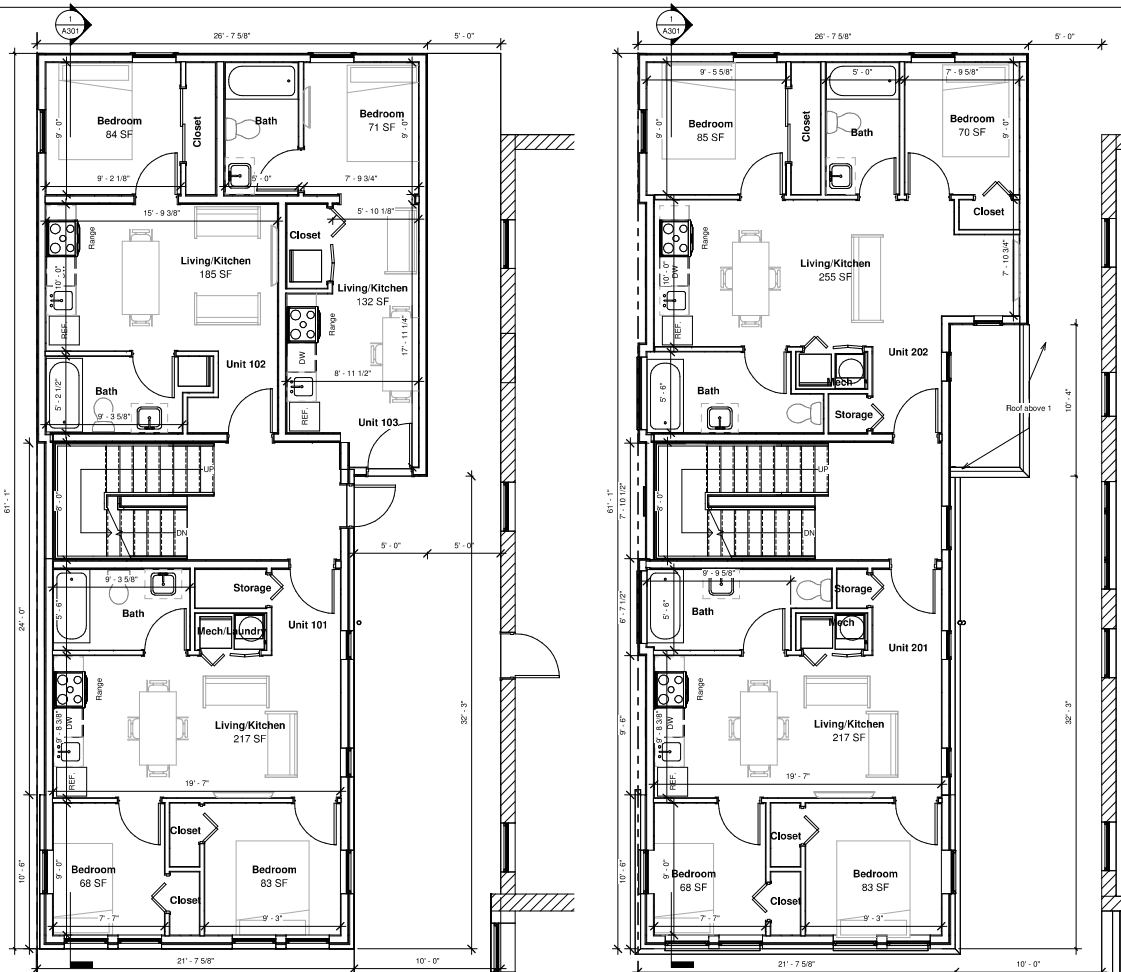 1
A301
26' - 7 5/8"
5' - 0"
Bedroom
84 SF
Closet
Bath
Bedroom
71 SF
9' - 0"
9' - 0"
9' - 2 1/8"
5' - 0"
7' - 9 3/4"
15' - 9 3/8"
5' - 10 1/8"
Range
Closet
Living/Kitchen
185 SF
Living/Kitchen
132 SF
10' - 0"
REF.
Range
DW
17' - 11 1/4"
8' - 11 1/2"
REF.
Unit 102
Unit 103
Bath
5' - 2 1/2"
9' - 3 5/8"
61' - 1"
UP
8' - 0"
DN
5' - 0"
5' - 0"
9' - 3 5/8"
Storage
5' - 6"
Bath
Mech/Laundry
Unit 101
24' - 0"
Range
DW
9' - 8 3/8"
REF.
Living/Kitchen
217 SF
19' - 7"
32' - 3"
Closet
Bedroom
68 SF
Bedroom
83 SF
Closet
10' - 6"
9' - 0"
7' - 7"
9' - 3"
21' - 7 5/8"
10' - 0"
1
A301
26' - 7 5/8"
5' - 0"
9' - 5 5/8"
5' - 0"
7' - 9 5/8"
Bedroom
85 SF
Closet
Bath
Bedroom
70 SF
9' - 0"
9' - 0"
Closet
Range
DW
10' - 0"
REF.
Living/Kitchen
255 SF
7' - 10 3/4"
Unit 202
Mech
Bath
5' - 6"
Storage
Roof above 1
10' - 4"
61' - 1"
7' - 10 1/2"
8' - 0"
UP
DN
9' - 9 5/8"
Storage
5' - 6"
Bath
Mech
6' - 7 1/2"
Unit 201
Range
DW
9' - 8 3/8"
REF.
Living/Kitchen
217 SF
9' - 6"
19' - 7"
32' - 3"
Closet
Bedroom
68 SF
Bedroom
83 SF
Closet
10' - 6"
9' - 0"
7' - 7"
9' - 3"
21' - 7 5/8"
10' - 0"